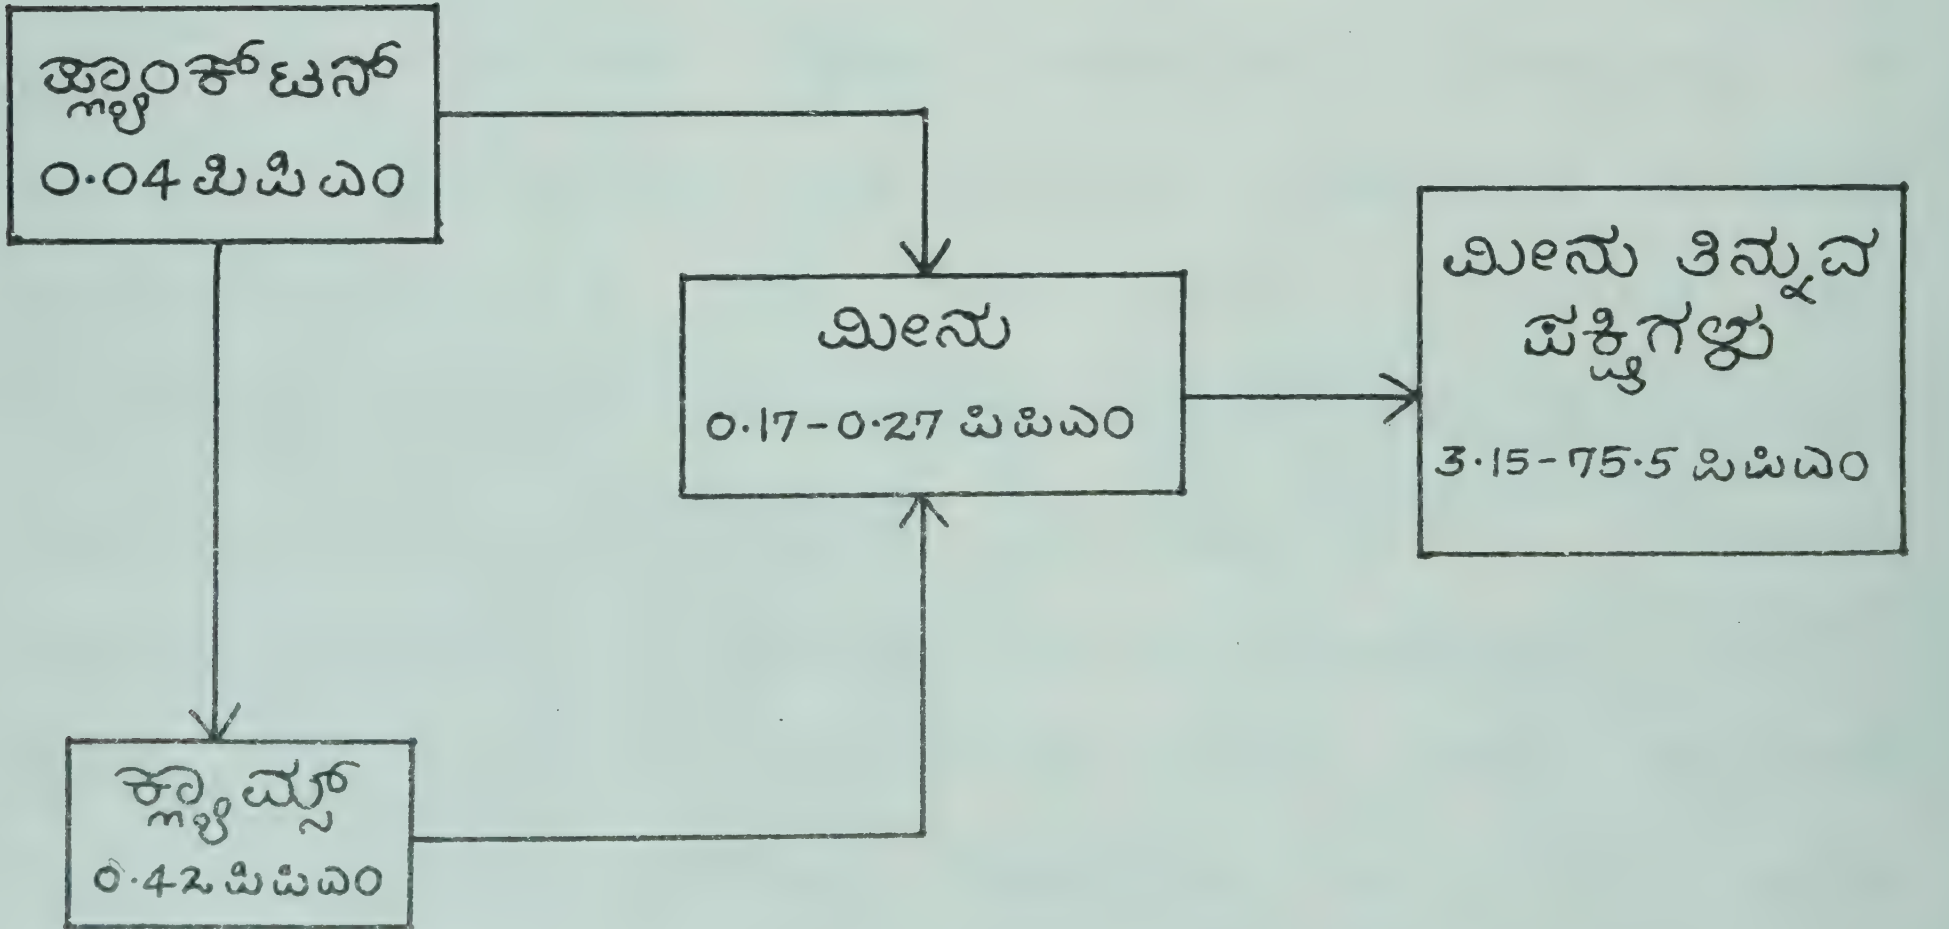 ಪ್ಲ್ಯಾಂಕ್‌ಟನ್
0.04 ಪಿಪಿಎಂ
ಮೀನು
0.17-0.27 ಪಿಪಿಎಂ
ಮೀನು ತಿನ್ನುವ
ಪಕ್ಷಿಗಳು
3.15-75.5 ಪಿಪಿಎಂ
ಕ್ಲ್ಯಾಮ್ಸ್
0.42 ಪಿಪಿಎಂ